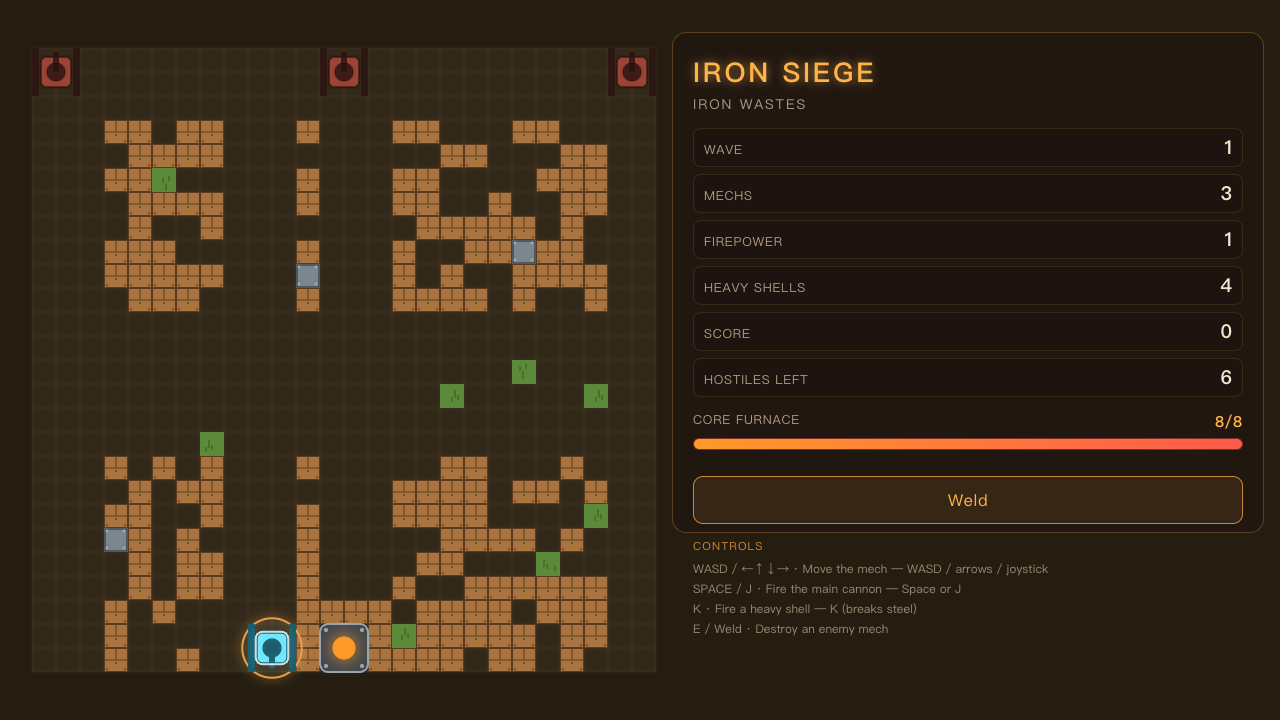 IRON SIEGE
IRON WASTES
WAVE 1
MECHS 3
FIREPOWER 1
HEAVY SHELLS 4
SCORE 0
HOSTILES LEFT 6
CORE FURNACE 8/8
Weld
CONTROLS
WASD / ←↑↓→ · Move the mech — WASD / arrows / joystick
SPACE / J · Fire the main cannon — Space or J
K · Fire a heavy shell — K (breaks steel)
E / Weld · Destroy an enemy mech